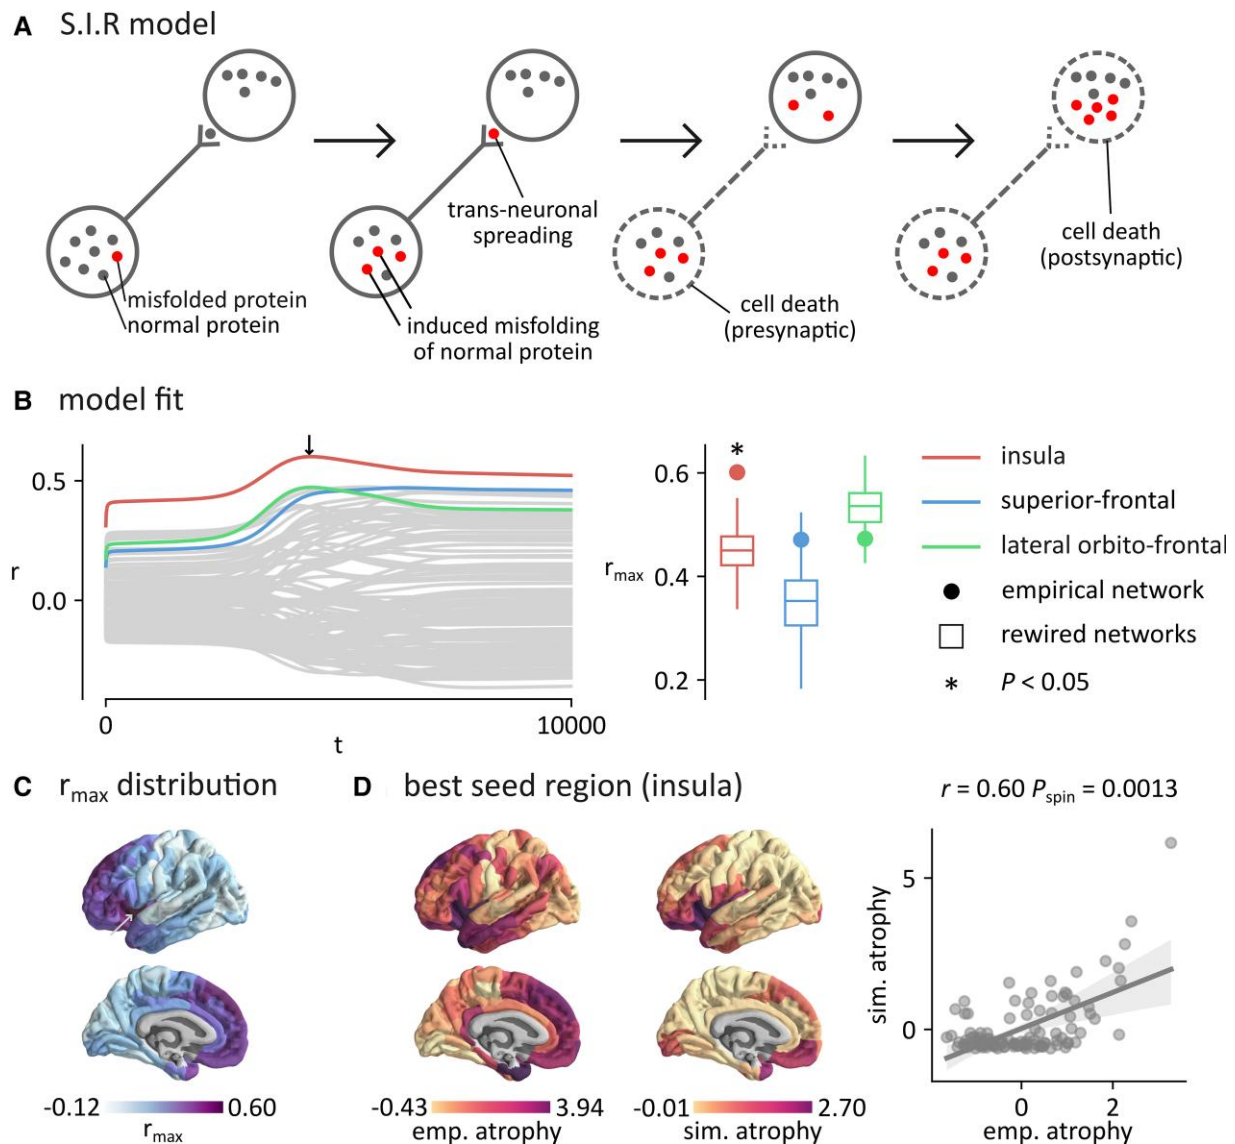 A S.I.R model
misfolded protein
normal protein
trans-neuronal
spreading
induced misfolding
of normal protein
cell death
(presynaptic)
cell death
(postsynaptic)
B model fit
r
0.5
0.0
0
10000
t
rmax
0.6
0.4
0.2
*
insula
superior-frontal
lateral orbito-frontal
empirical network
rewired networks
* P < 0.05
C rmax distribution
-0.12 0.60
rmax
D best seed region (insula)
-0.43 3.94
emp. atrophy
-0.01 2.70
sim. atrophy
r = 0.60 Pspin = 0.0013
sim. atrophy
5
0
0 2
emp. atrophy